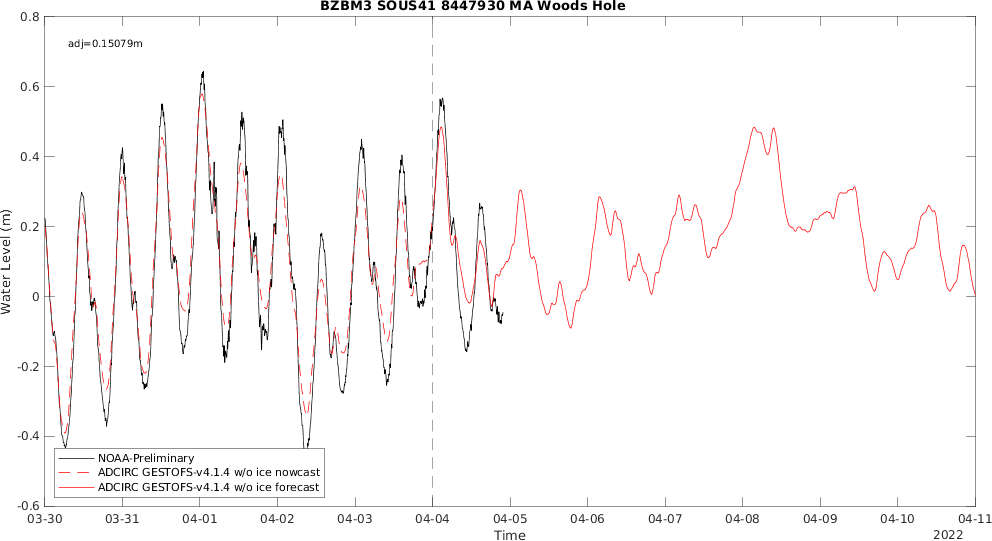 BZBM3 SOUS41 8447930 MA Woods Hole
adj=0.15079m
Water Level (m)
0.8
0.6
0.4
0.2
0
-0.2
-0.4
-0.6
NOAA-Preliminary
ADCIRC GESTOFS-v4.1.4 w/o ice nowcast
ADCIRC GESTOFS-v4.1.4 w/o ice forecast
03-30 03-31 04-01 04-02 04-03 04-04 04-05 04-06 04-07 04-08 04-09 04-10 04-11
Time
2022